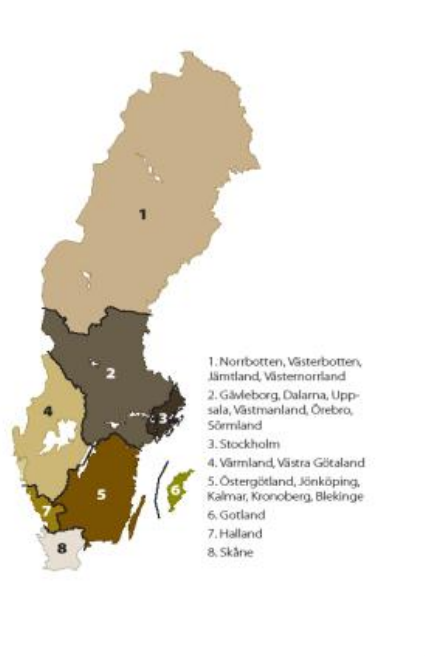 1
2
3
4
5
6
7
8
1. Norrbotten, Västerbotten,
Jämtland, Västernorrland
2. Gävleborg, Dalarna, Upp-
sala, Västmanland, Örebro,
Sörmland
3. Stockholm
4. Värmland, Västra Götaland
5. Östergötland, Jönköping,
Kalmar, Kronoberg, Blekinge
6. Gotland
7. Halland
8. Skåne